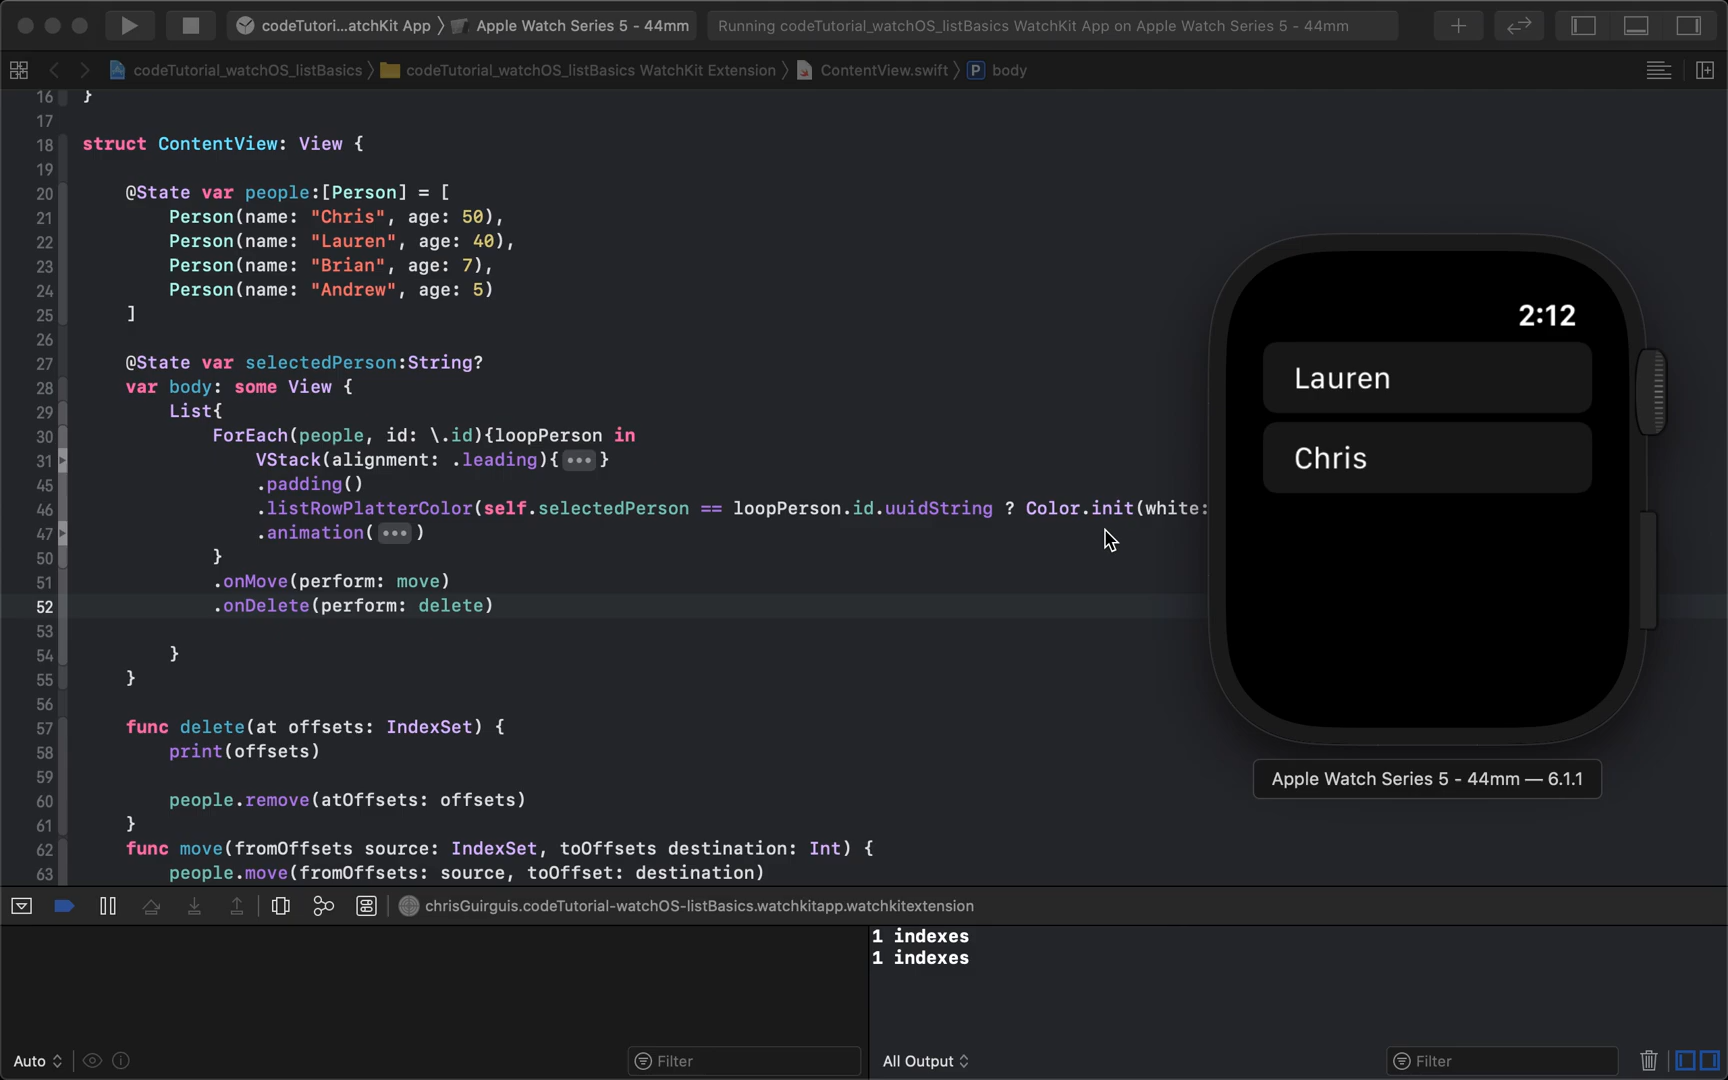 codeTutori...atchKit App 〉 Apple Watch Series 5 - 44mm
Running codeTutorial_watchOS_listBasics WatchKit App on Apple Watch Series 5 - 44mm
codeTutorial_watchOS_listBasics 〉 codeTutorial_watchOS_listBasics WatchKit Extension 〉 ContentView.swift 〉 P body
16 }
17
18 struct ContentView: View {
19
20 @State var people:[Person] = [
21 Person(name: "Chris", age: 50),
22 Person(name: "Lauren", age: 40),
23 Person(name: "Brian", age: 7),
24 Person(name: "Andrew", age: 5)
25 ]
26
27 @State var selectedPerson:String?
28 var body: some View {
29 List{
30 ForEach(people, id: \.id){loopPerson in
31 VStack(alignment: .leading){ ••• }
45 .padding()
46 .listRowPlatterColor(self.selectedPerson == loopPerson.id.uuidString ? Color.init(white:
47 .animation( ••• )
50 }
51 .onMove(perform: move)
52 .onDelete(perform: delete)
53
54 }
55 }
56
57 func delete(at offsets: IndexSet) {
58 print(offsets)
59
60 people.remove(atOffsets: offsets)
61 }
62 func move(fromOffsets source: IndexSet, toOffsets destination: Int) {
63 people.move(fromOffsets: source, toOffset: destination)
2:12
Lauren
Chris
Apple Watch Series 5 - 44mm — 6.1.1
chrisGuirguis.codeTutorial-watchOS-listBasics.watchkitapp.watchkitextension
1 indexes
1 indexes
Auto
Filter
All Output
Filter